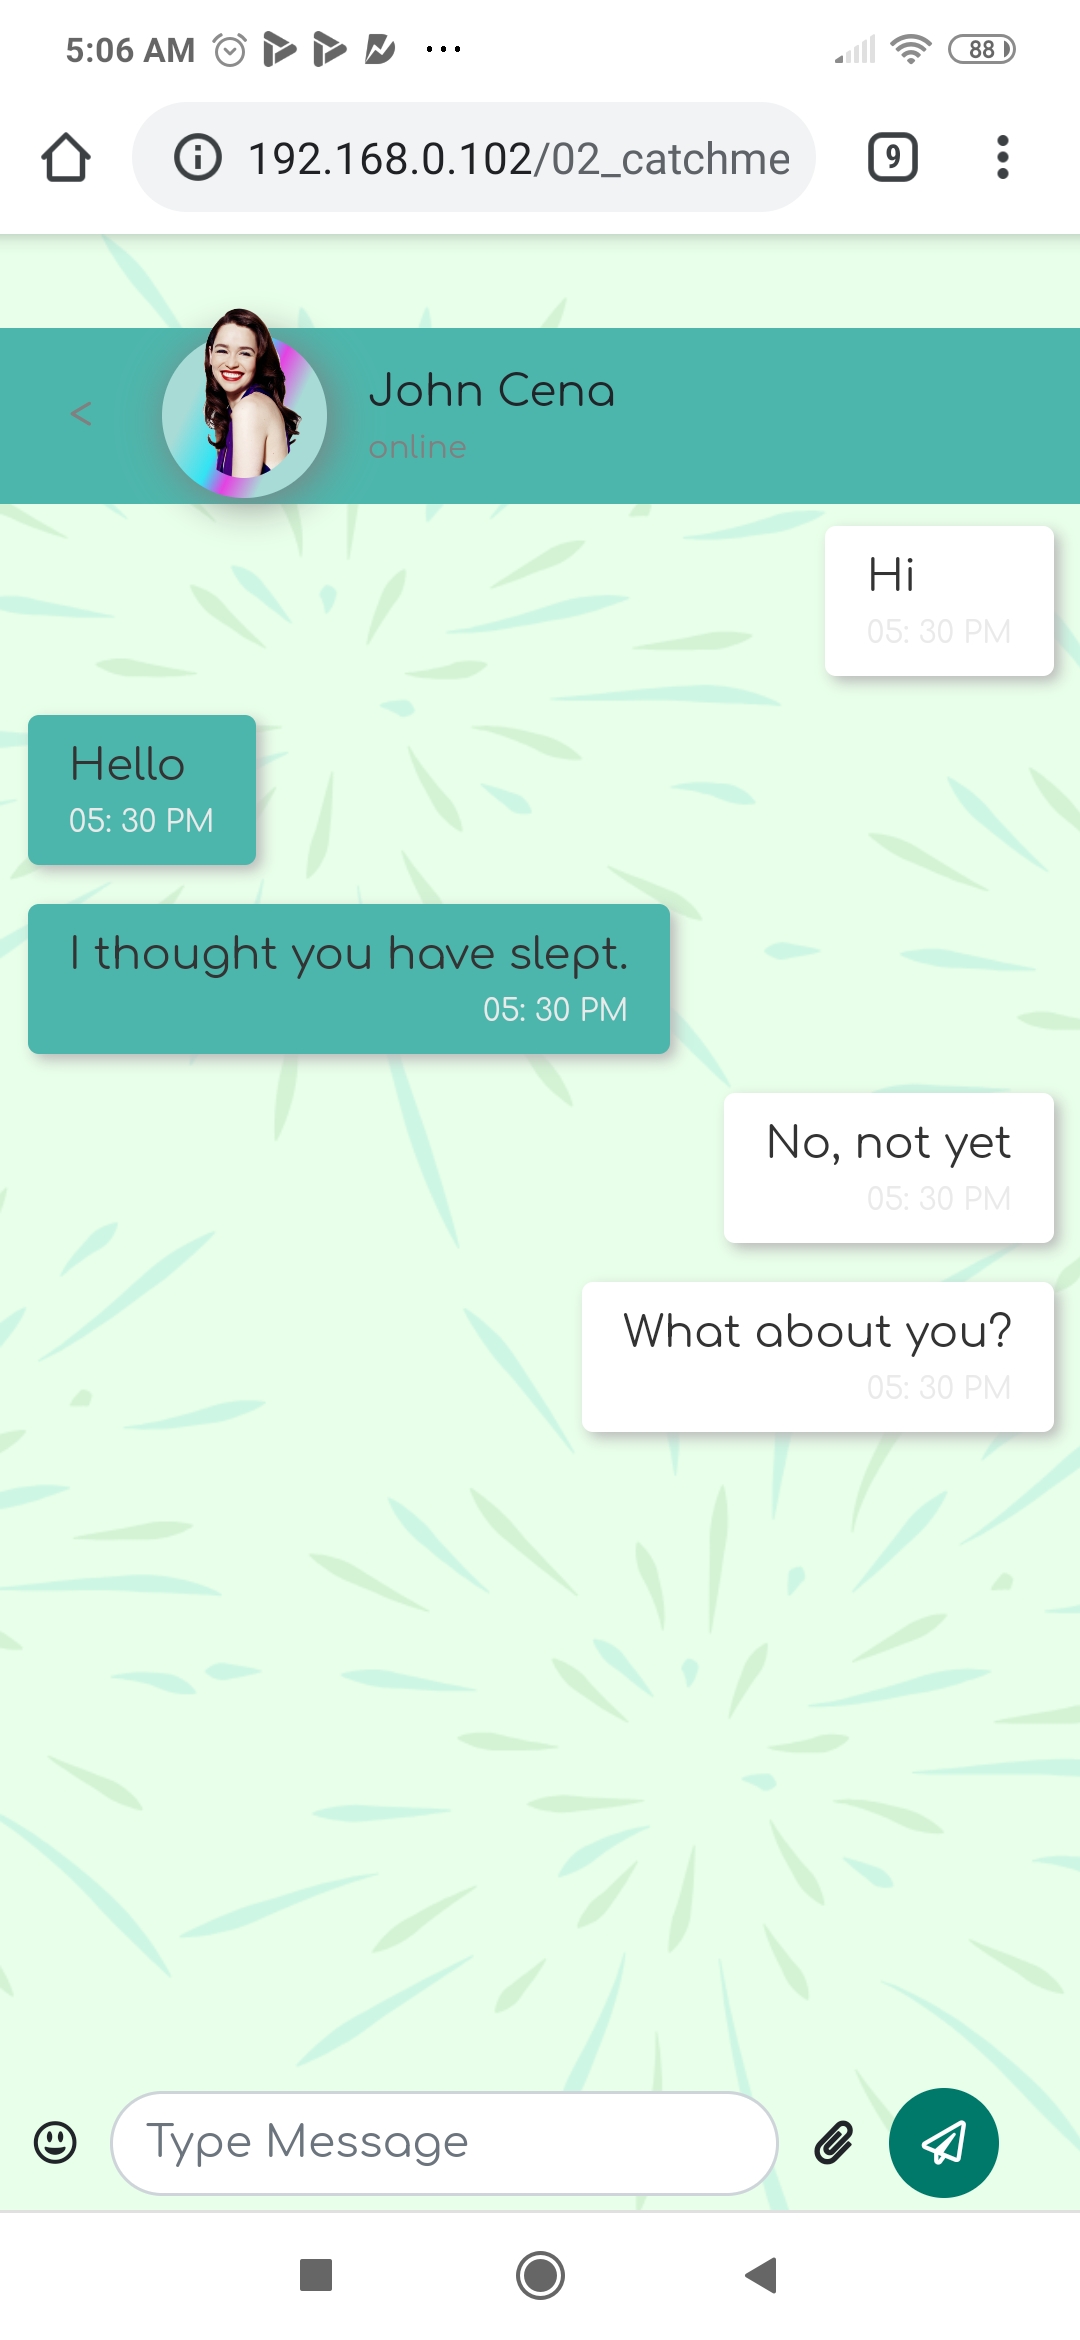 5:06 AM
88
192.168.0.102/02_catchme
9
<
John Cena
online
Hi
05: 30 PM
Hello
05: 30 PM
I thought you have slept.
05: 30 PM
No, not yet
05: 30 PM
What about you?
05: 30 PM
Type Message